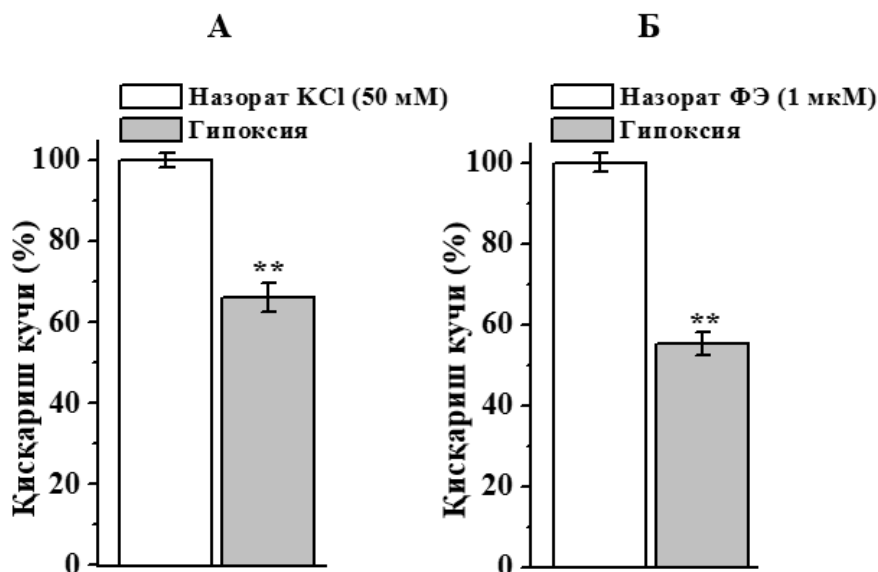 А
Назорат KCl (50 мМ)
Гипоксия
Қисқариш кучи (%)
100
80
60
40
20
0
**
Б
Назорат ФЭ (1 мкМ)
Гипоксия
Қисқариш кучи (%)
100
80
60
40
20
0
**